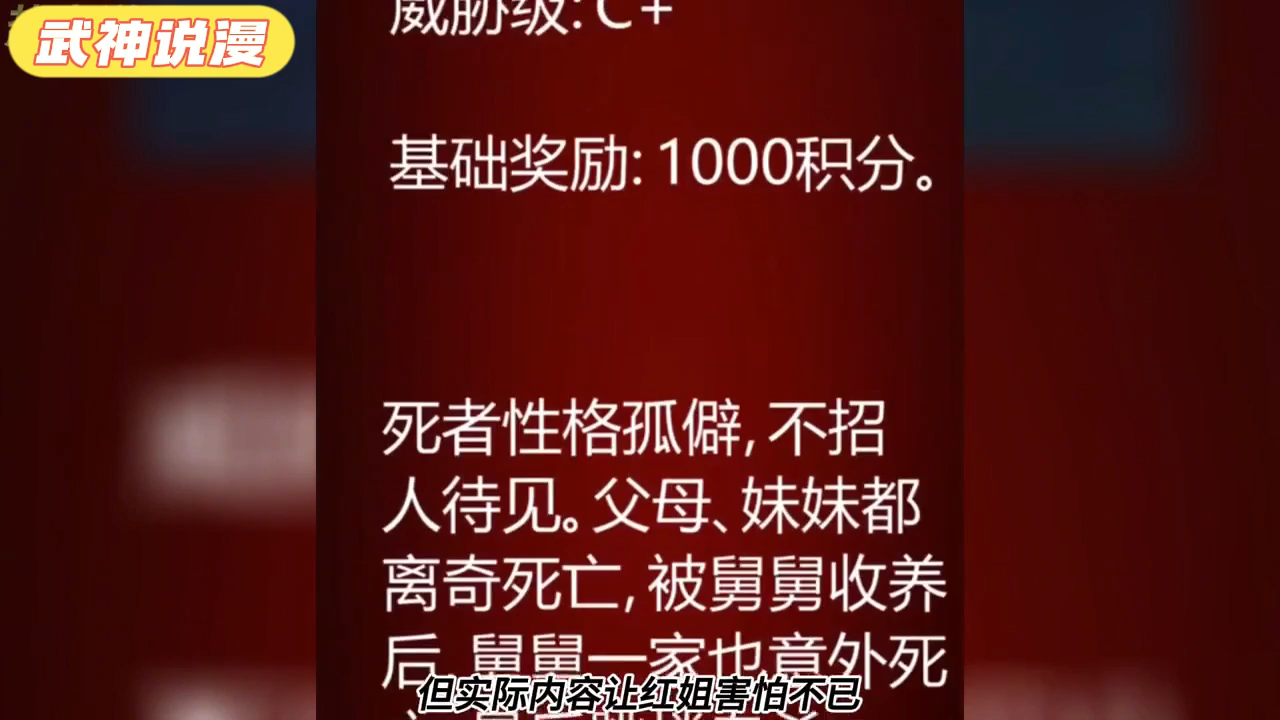 武神说漫
威胁级: C+
基础奖励: 1000积分。
死者性格孤僻, 不招
人待见。父母、妹妹都
离奇死亡, 被舅舅收养
后 舅舅一家也意外死
但实际内容让红姐害怕不已